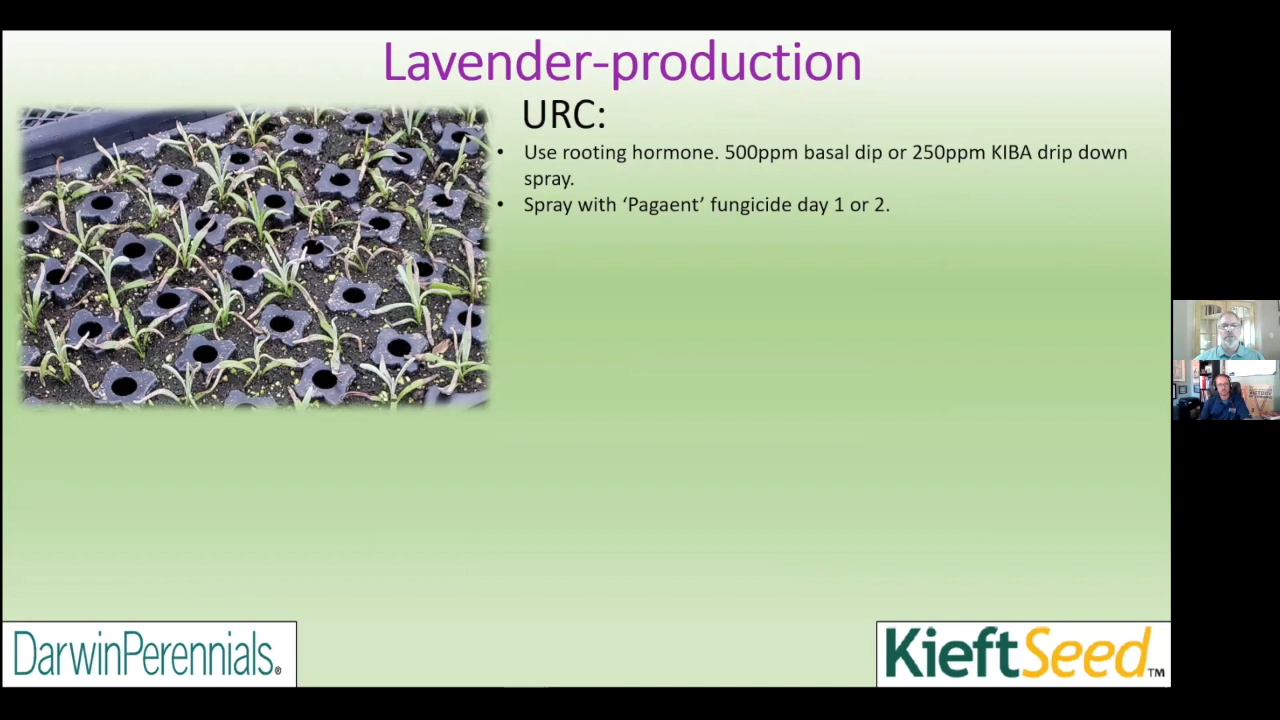 Lavender-production
URC:
• Use rooting hormone. 500ppm basal dip or 250ppm KIBA drip down
spray.
• Spray with ‘Pagaent’ fungicide day 1 or 2.
DarwinPerennials®
KieftSeed™